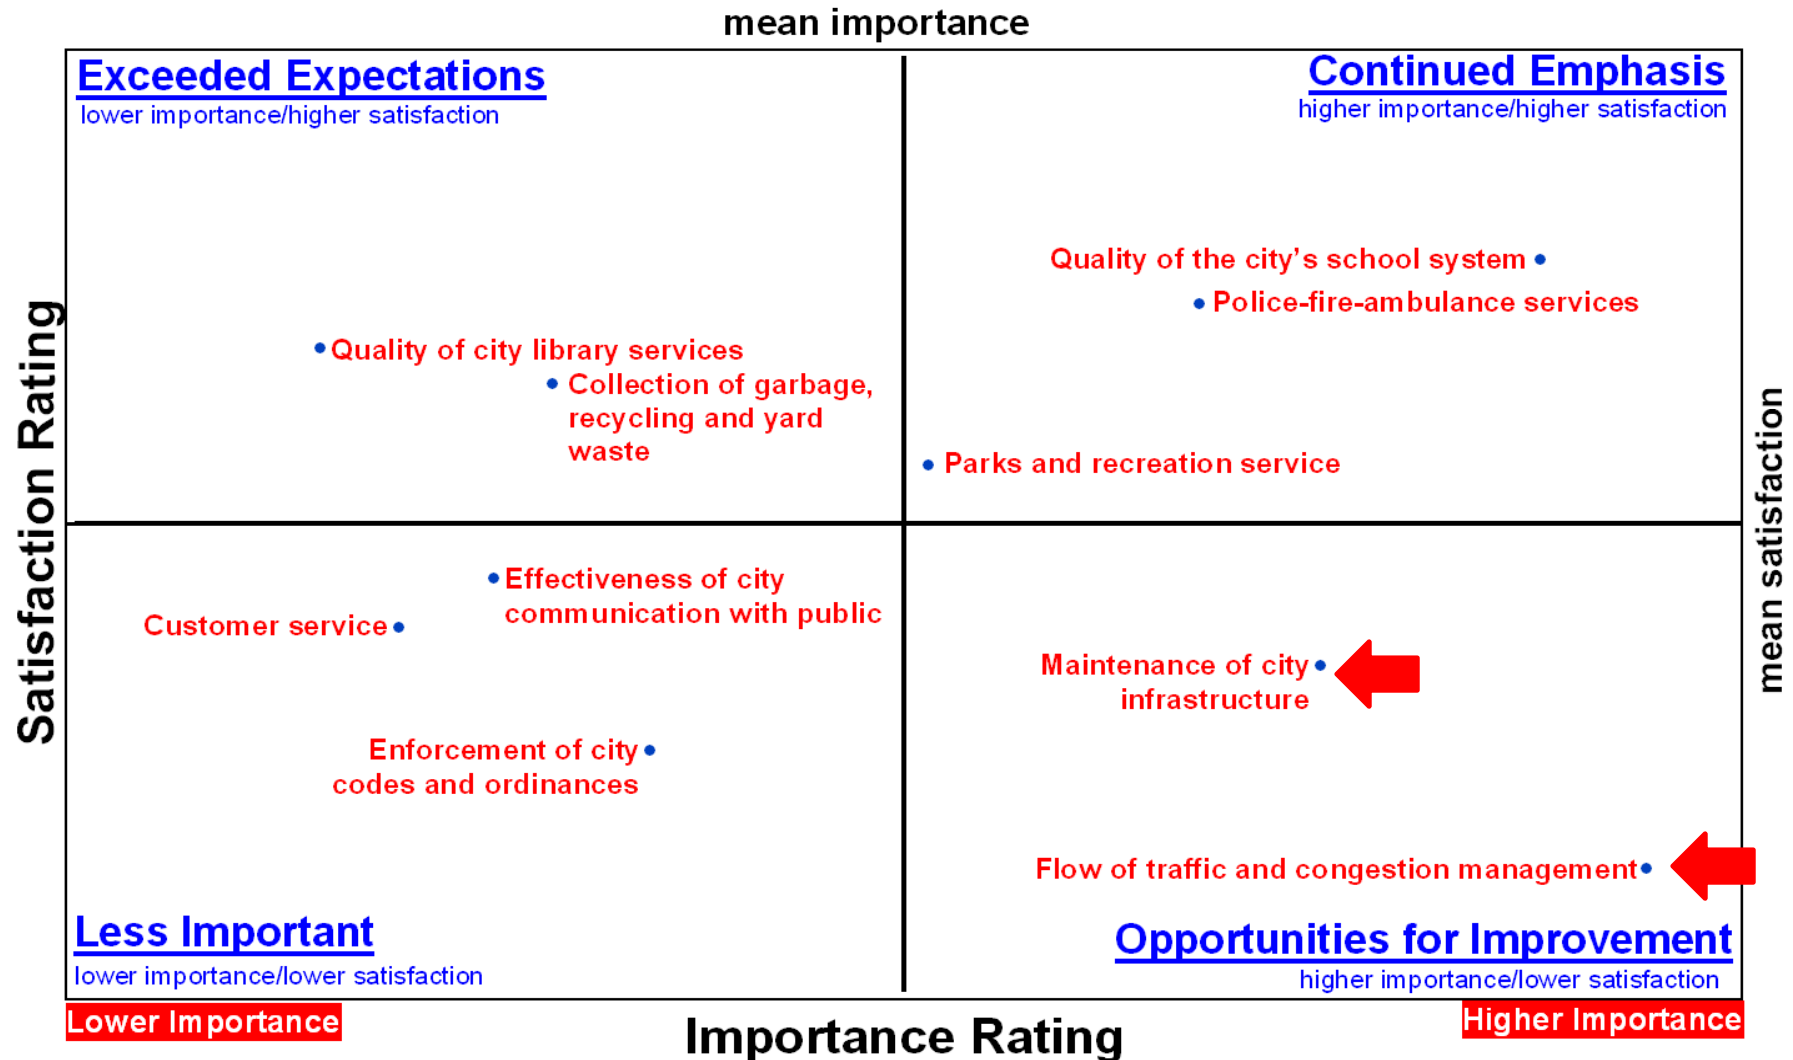 mean importance
Exceeded Expectations
lower importance/higher satisfaction
Continued Emphasis
higher importance/higher satisfaction
Quality of the city’s school system
Police-fire-ambulance services
Quality of city library services
Collection of garbage,
recycling and yard
waste
Parks and recreation service
Satisfaction Rating
mean satisfaction
Effectiveness of city
communication with public
Customer service
Maintenance of city
infrastructure
Enforcement of city
codes and ordinances
Flow of traffic and congestion management
Less Important
lower importance/lower satisfaction
Opportunities for Improvement
higher importance/lower satisfaction
Lower Importance
Importance Rating
Higher Importance